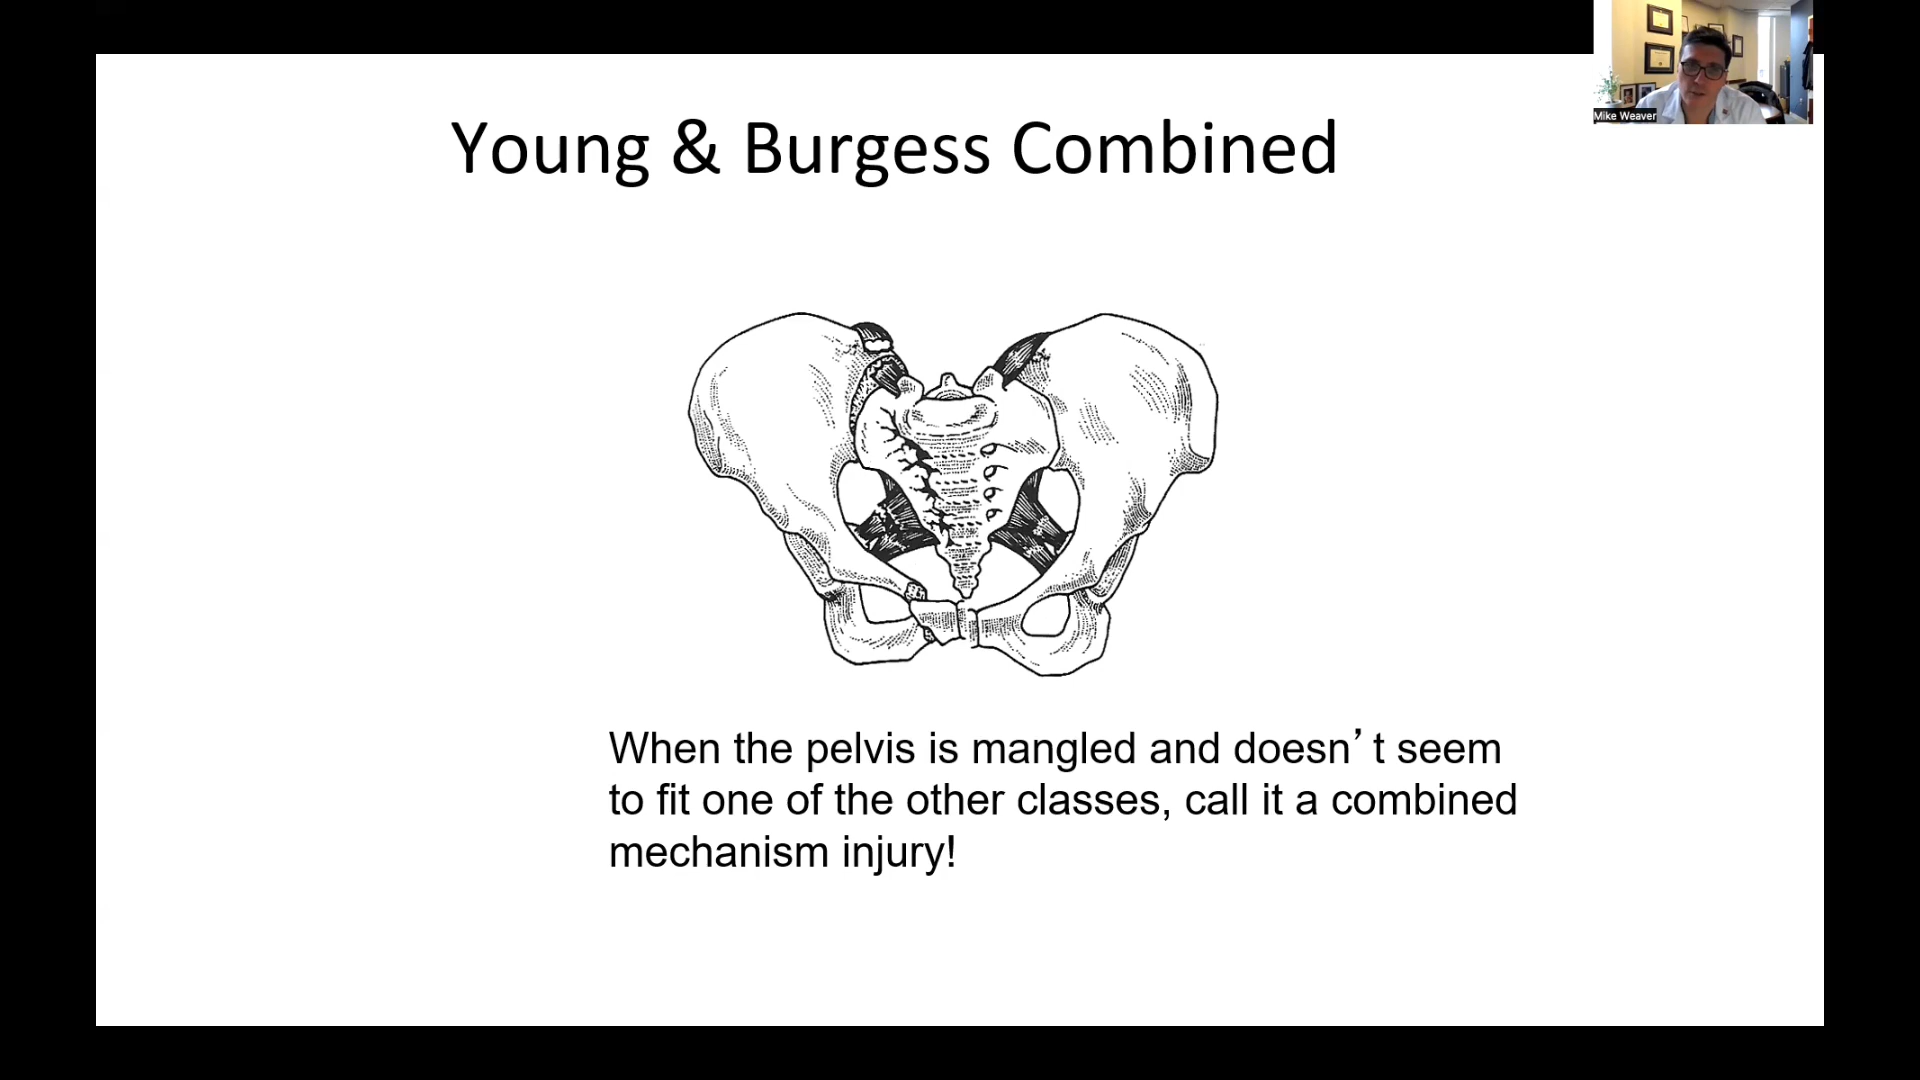 Mike Weaver
Young & Burgess Combined
When the pelvis is mangled and doesn’t seem
to fit one of the other classes, call it a combined
mechanism injury!